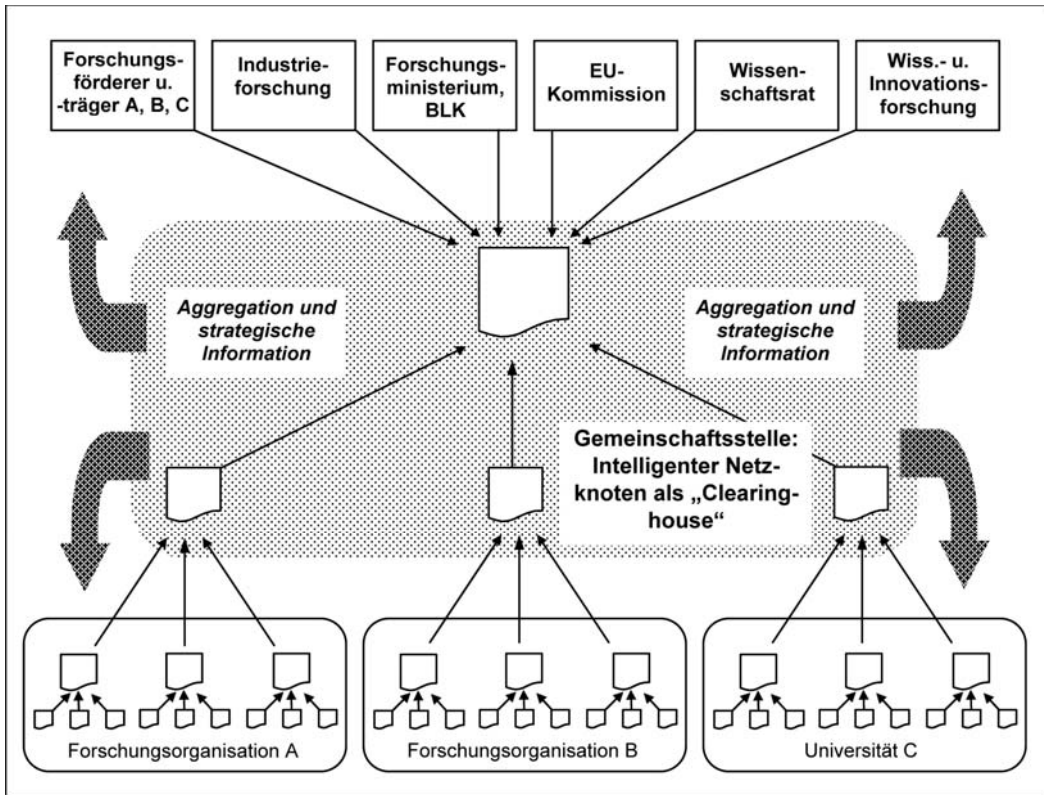 Forschungs-
förderer u.
-träger A, B, C
Industrie-
forschung
Forschungs-
ministerium,
BLK
EU-
Kommission
Wissen-
schaftsrat
Wiss.- u.
Innovations-
forschung
Aggregation und
strategische
Information
Aggregation und
strategische
Information
Gemeinschaftsstelle:
Intelligenter Netz-
knoten als „Clearing-
house“
Forschungsorganisation A
Forschungsorganisation B
Universität C